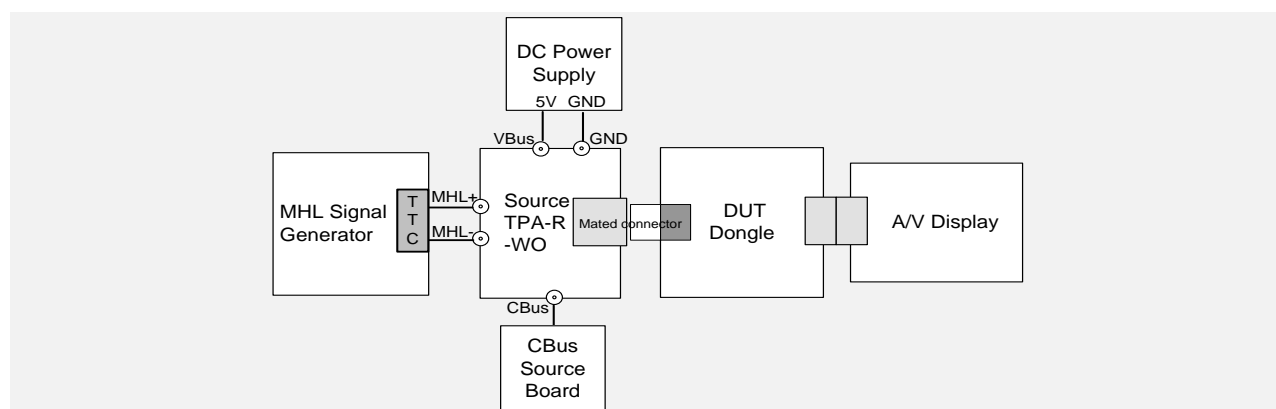 DC Power
Supply
5V GND
VBus GND
MHL Signal
Generator
T
T
C
MHL+
MHL-
Source
TPA-R
-WO
Mated connector
DUT
Dongle
A/V Display
CBus
CBus
Source
Board